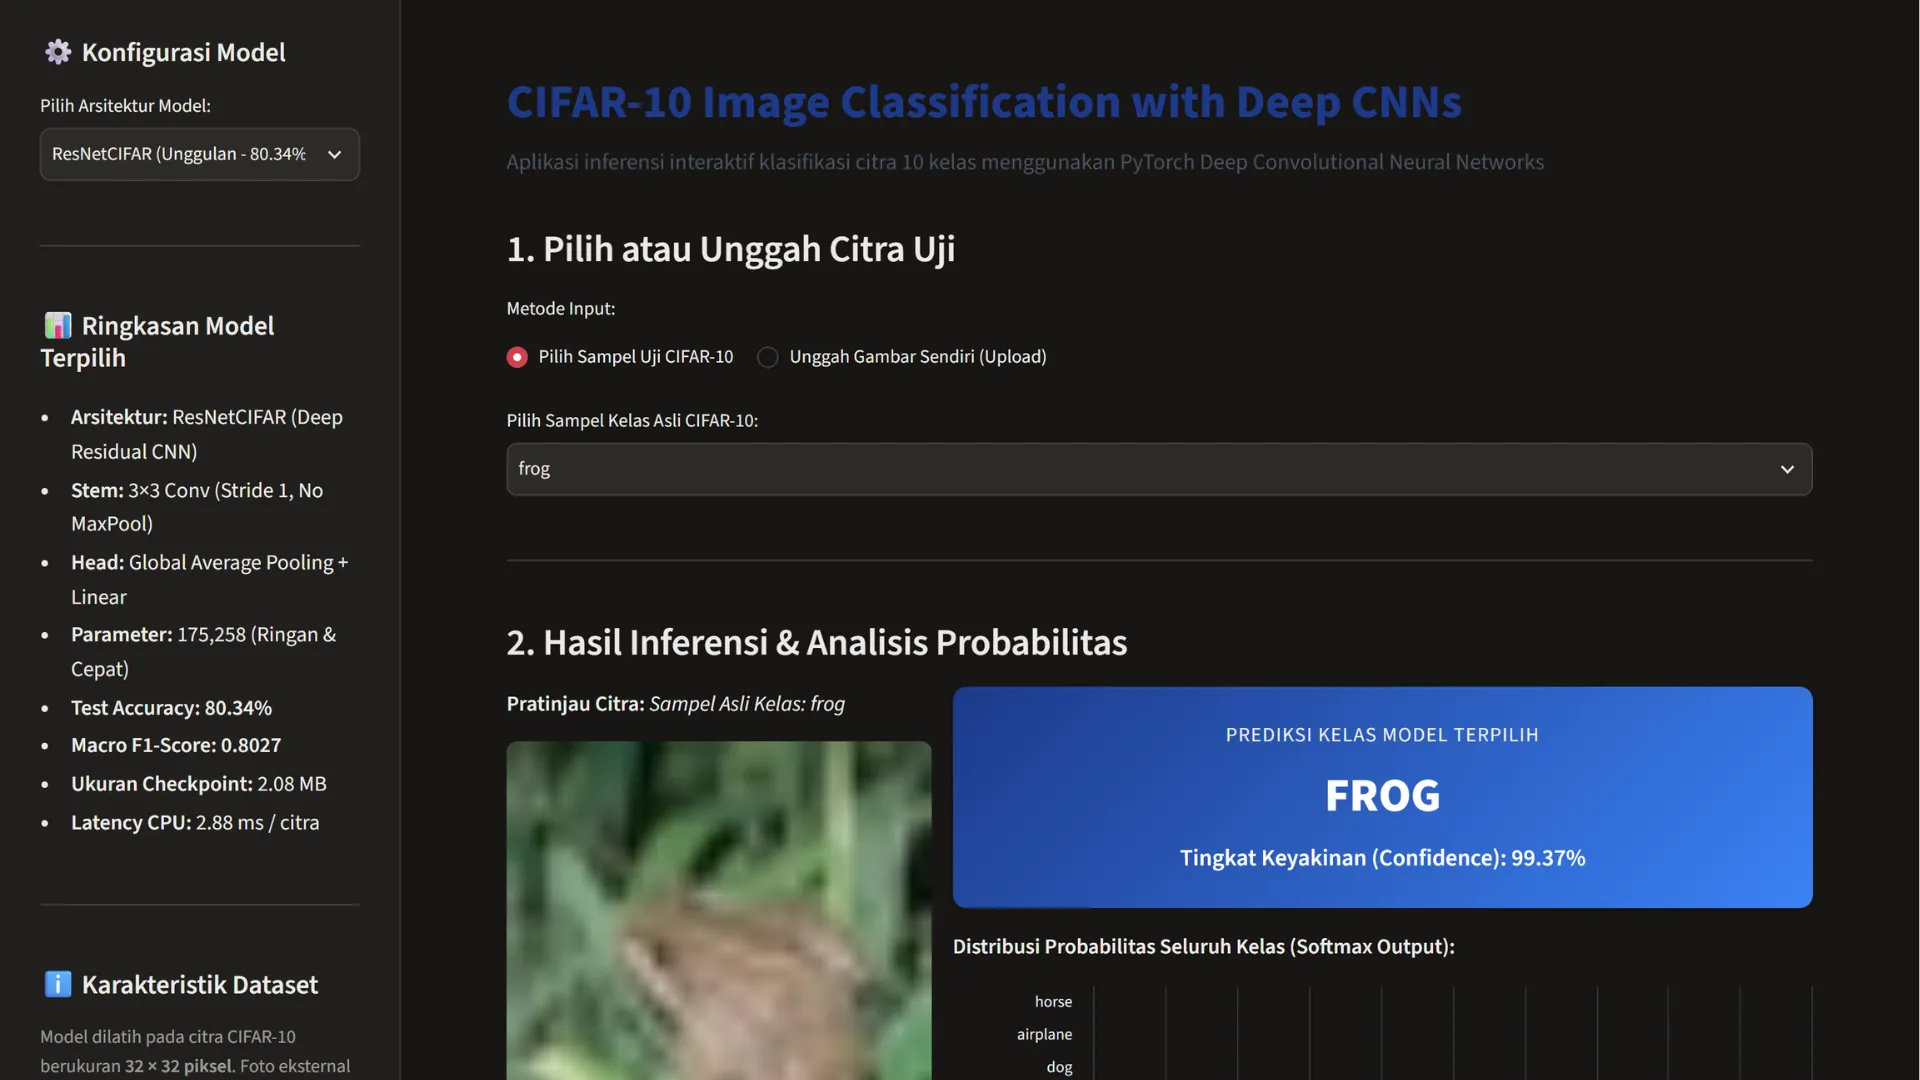 Konfigurasi Model
Pilih Arsitektur Model:
ResNetCIFAR (Unggulan - 80.34%
Ringkasan Model
Terpilih
Arsitektur: ResNetCIFAR (Deep
Residual CNN)
Stem: 3×3 Conv (Stride 1, No
MaxPool)
Head: Global Average Pooling +
Linear
Parameter: 175,258 (Ringan &
Cepat)
Test Accuracy: 80.34%
Macro F1-Score: 0.8027
Ukuran Checkpoint: 2.08 MB
Latency CPU: 2.88 ms / citra
Karakteristik Dataset
Model dilatih pada citra CIFAR-10
berukuran 32 × 32 piksel. Foto eksternal
CIFAR-10 Image Classification with Deep CNNs
Aplikasi inferensi interaktif klasifikasi citra 10 kelas menggunakan PyTorch Deep Convolutional Neural Networks
1. Pilih atau Unggah Citra Uji
Metode Input:
Pilih Sampel Uji CIFAR-10
Unggah Gambar Sendiri (Upload)
Pilih Sampel Kelas Asli CIFAR-10:
frog
2. Hasil Inferensi & Analisis Probabilitas
Pratinjau Citra: Sampel Asli Kelas: frog
PREDIKSI KELAS MODEL TERPILIH
FROG
Tingkat Keyakinan (Confidence): 99.37%
Distribusi Probabilitas Seluruh Kelas (Softmax Output):
horse
airplane
dog